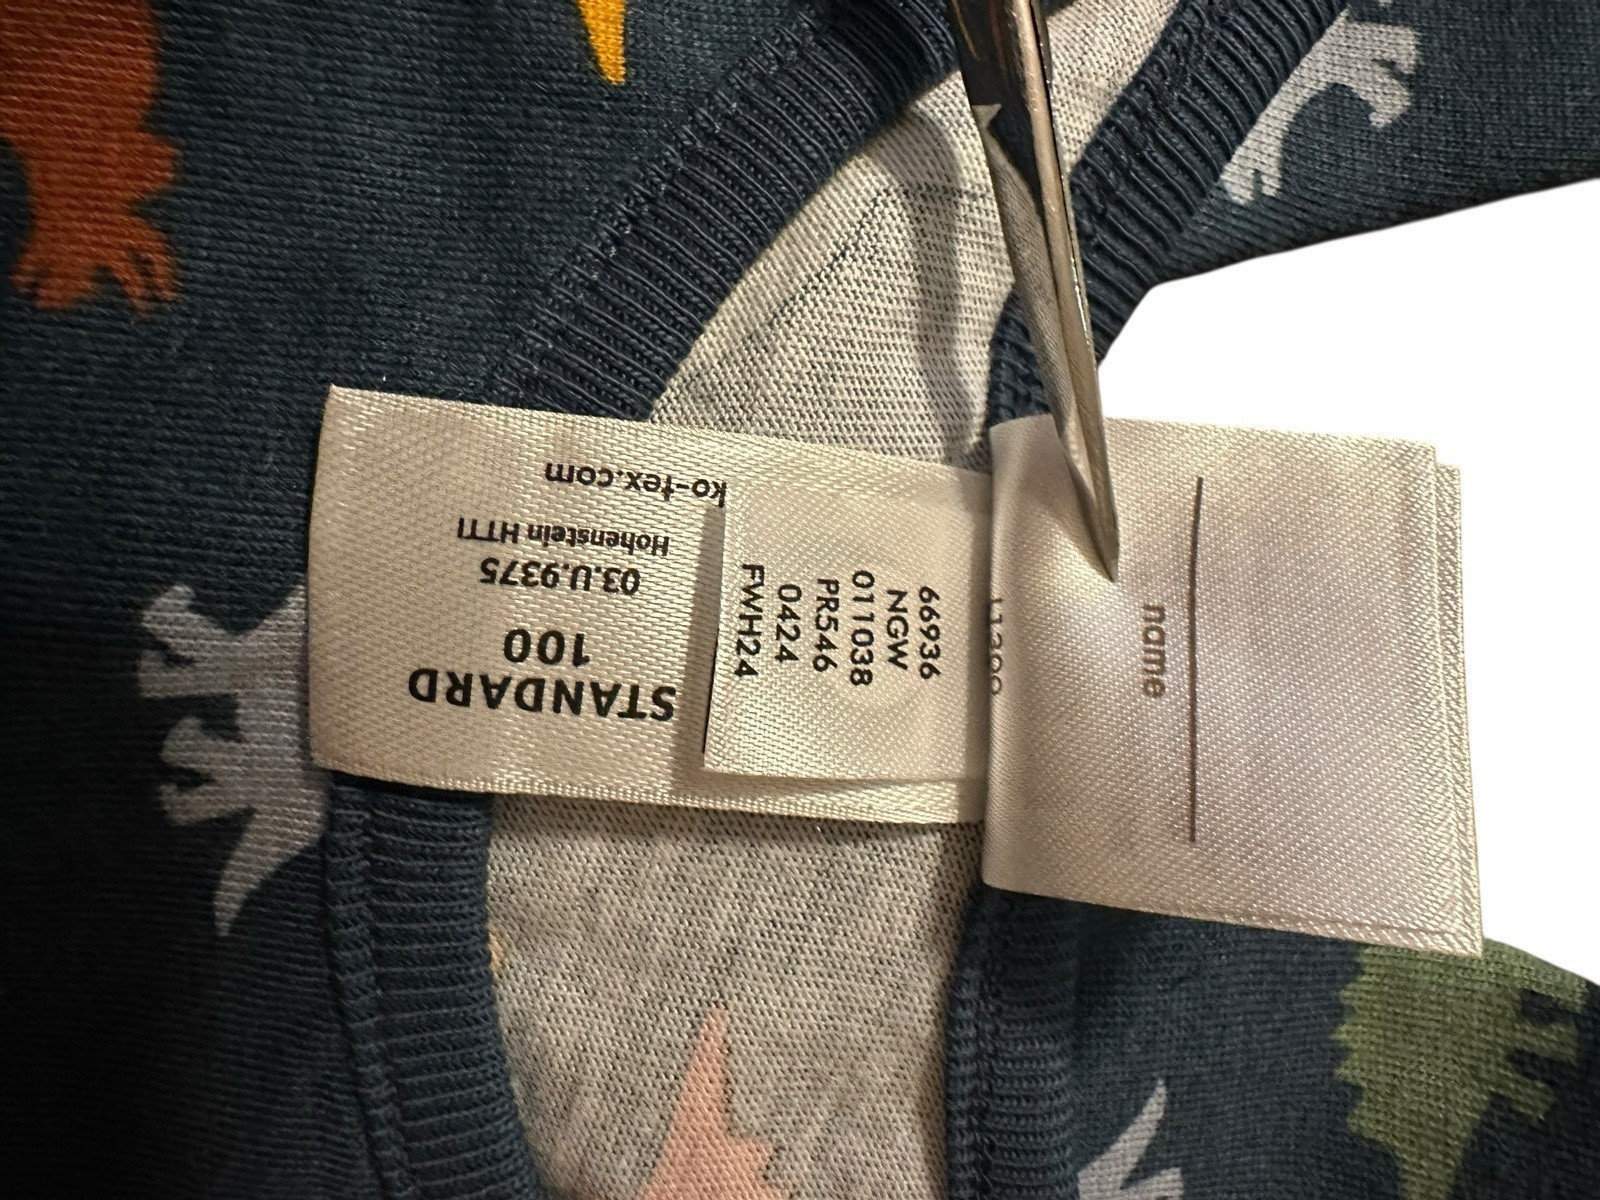 STANDARD
100
03.U.9375
Hohenstein HTTI
ko-tex.com
66936
NGW
011038
PR546
0424
FWH24
name